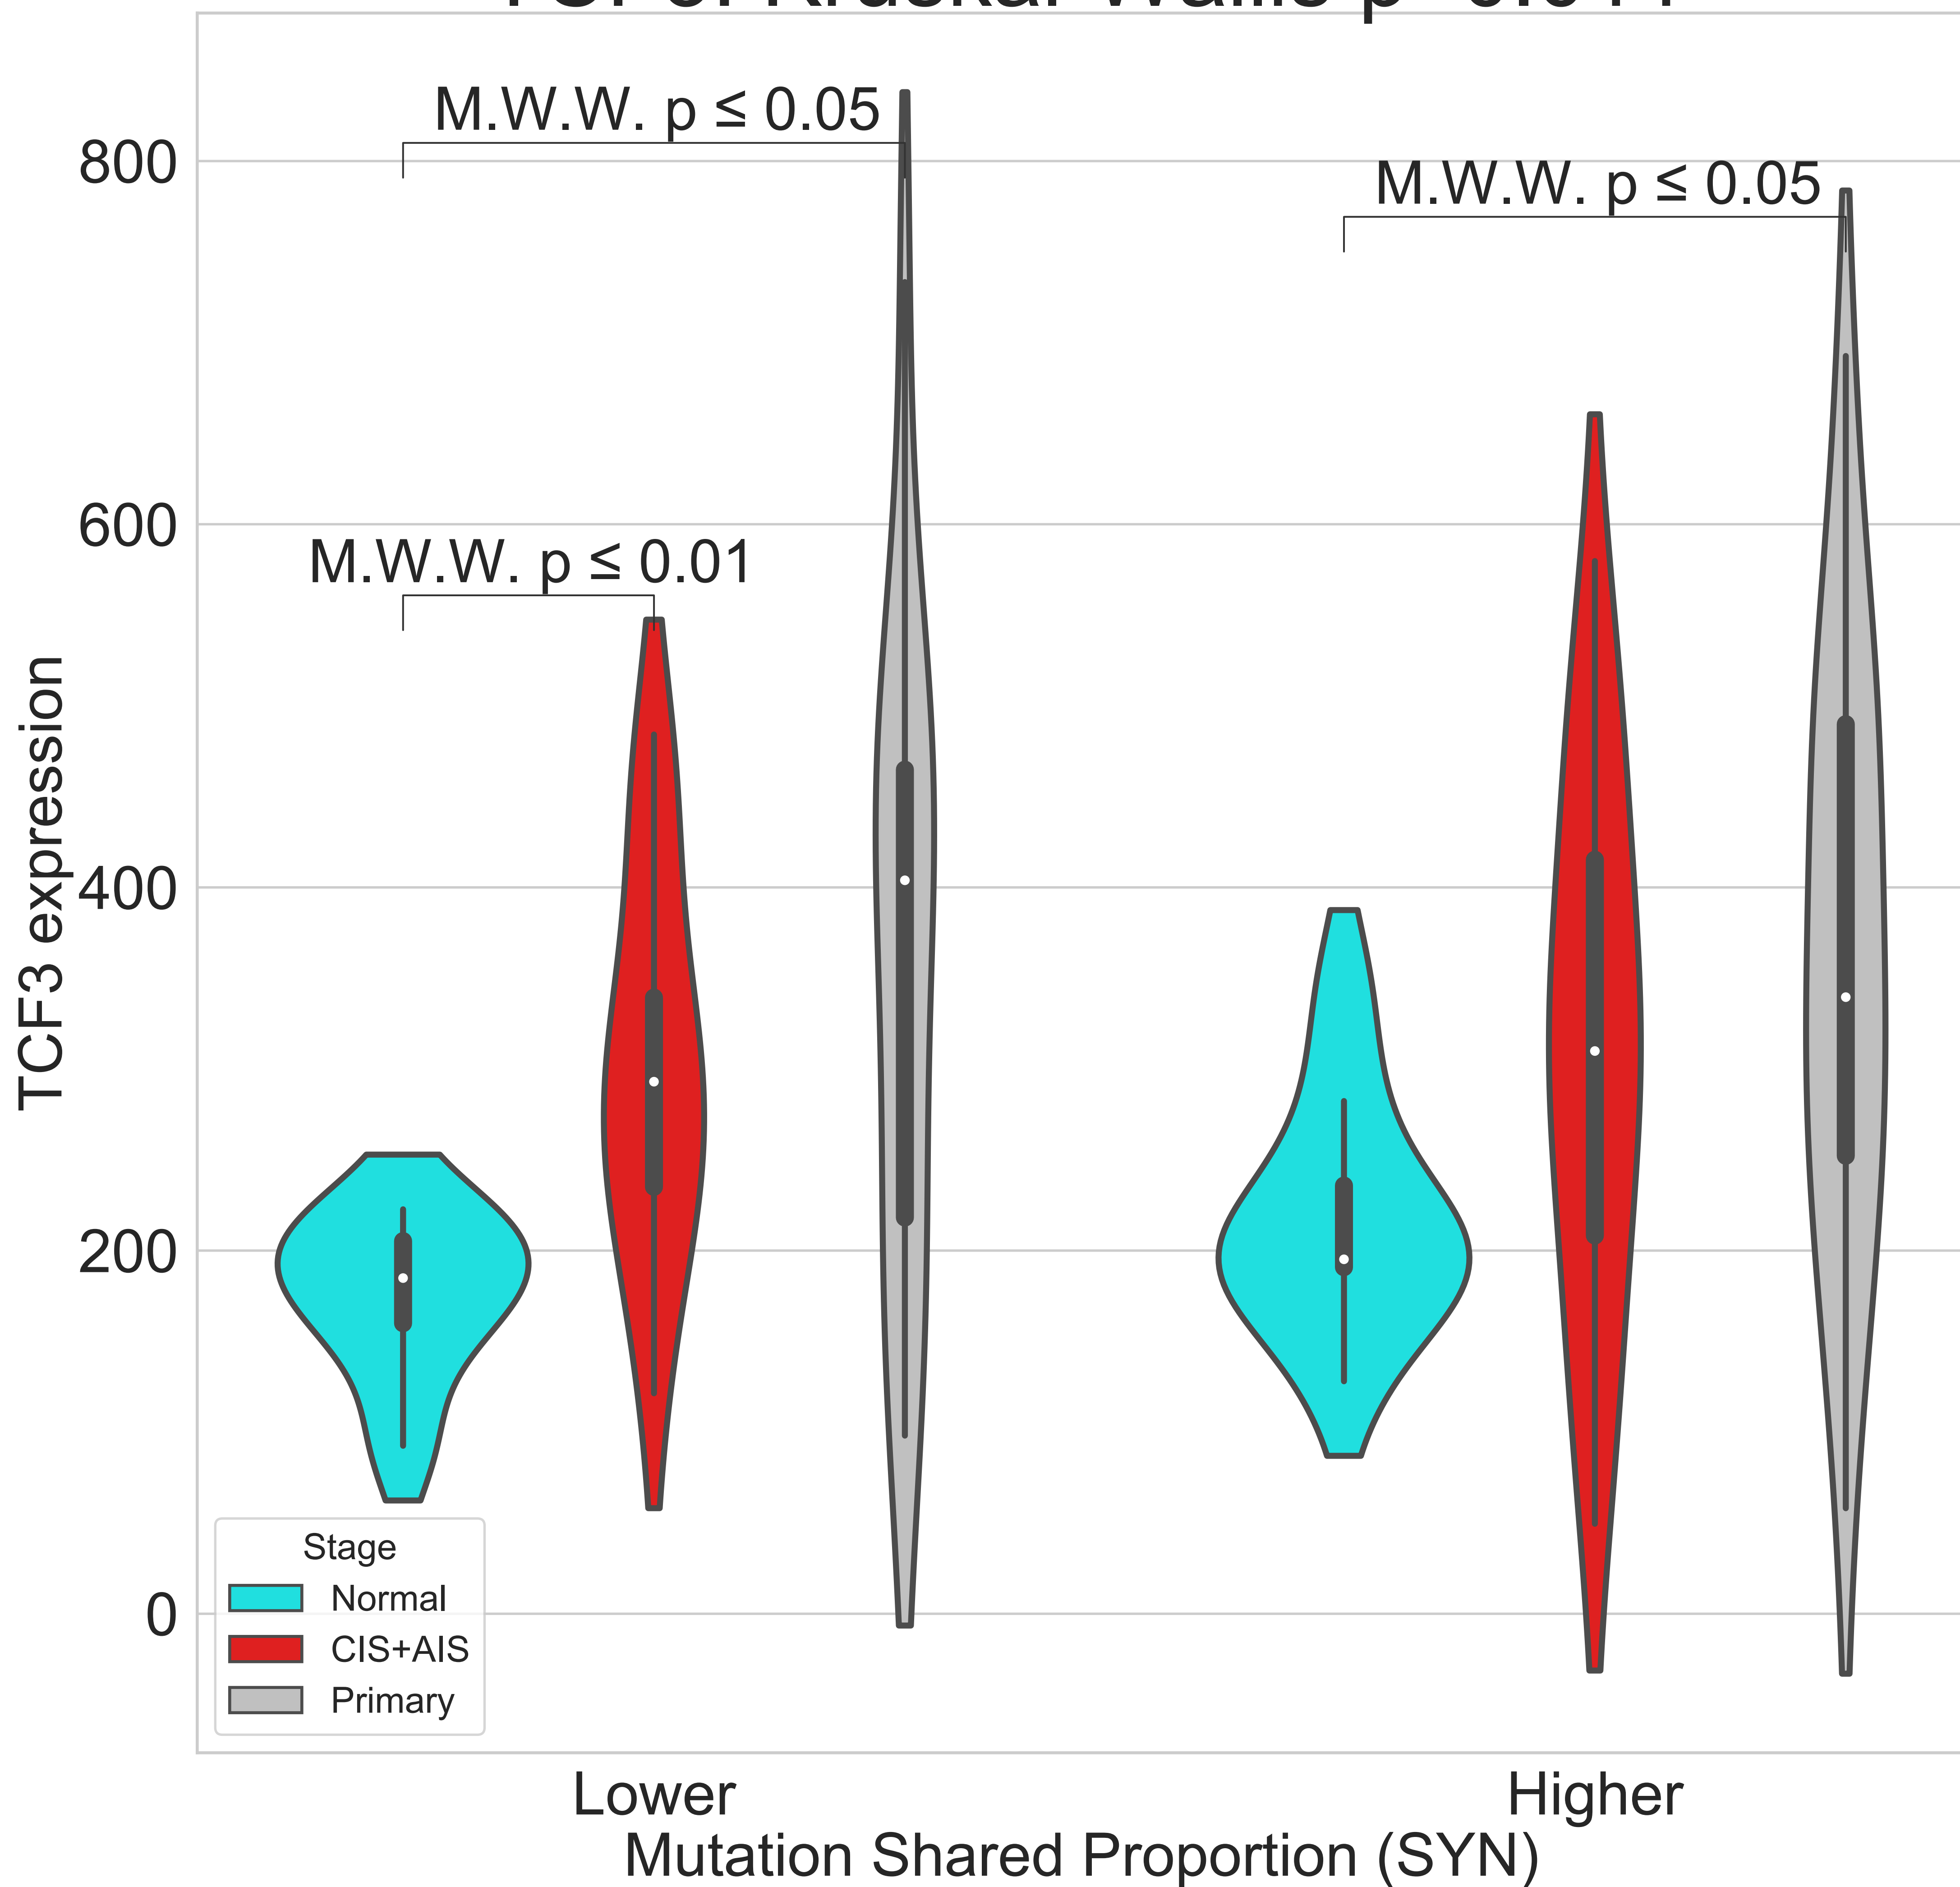 M.W.W. p ≤ 0.05
800
M.W.W. p ≤ 0.05
600
M.W.W. p ≤ 0.01
TCF3 expression
400
200
0
Stage
Normal
CIS+AIS
Primary
Lower
Higher
Mutation Shared Proportion (SYN)